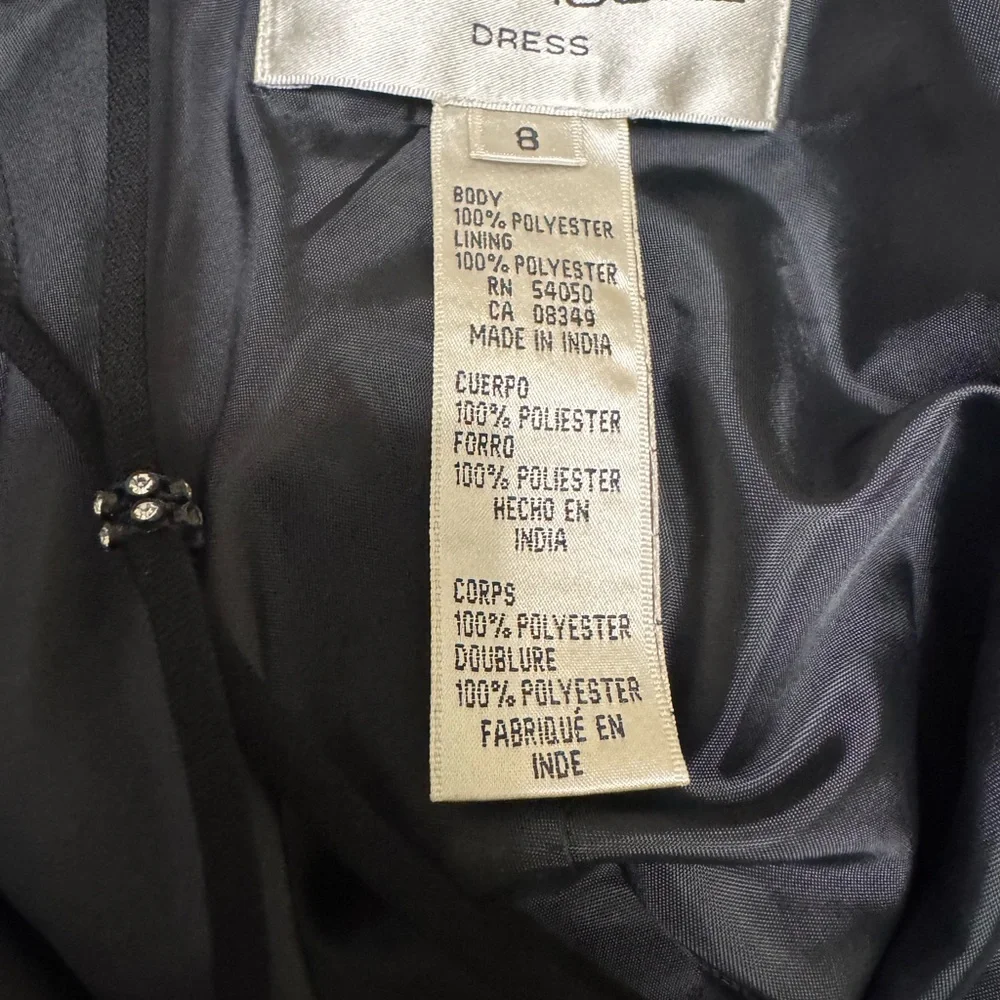 DRESS
8
BODY
100% POLYESTER
LINING
100% POLYESTER
RN 54050
CA 08349
MADE IN INDIA
CUERPO
100% POLIESTER
FORRO
100% POLIESTER
HECHO EN
INDIA
CORPS
100% POLYESTER
DOUBLURE
100% POLYESTER
FABRIQUÉ EN
INDE